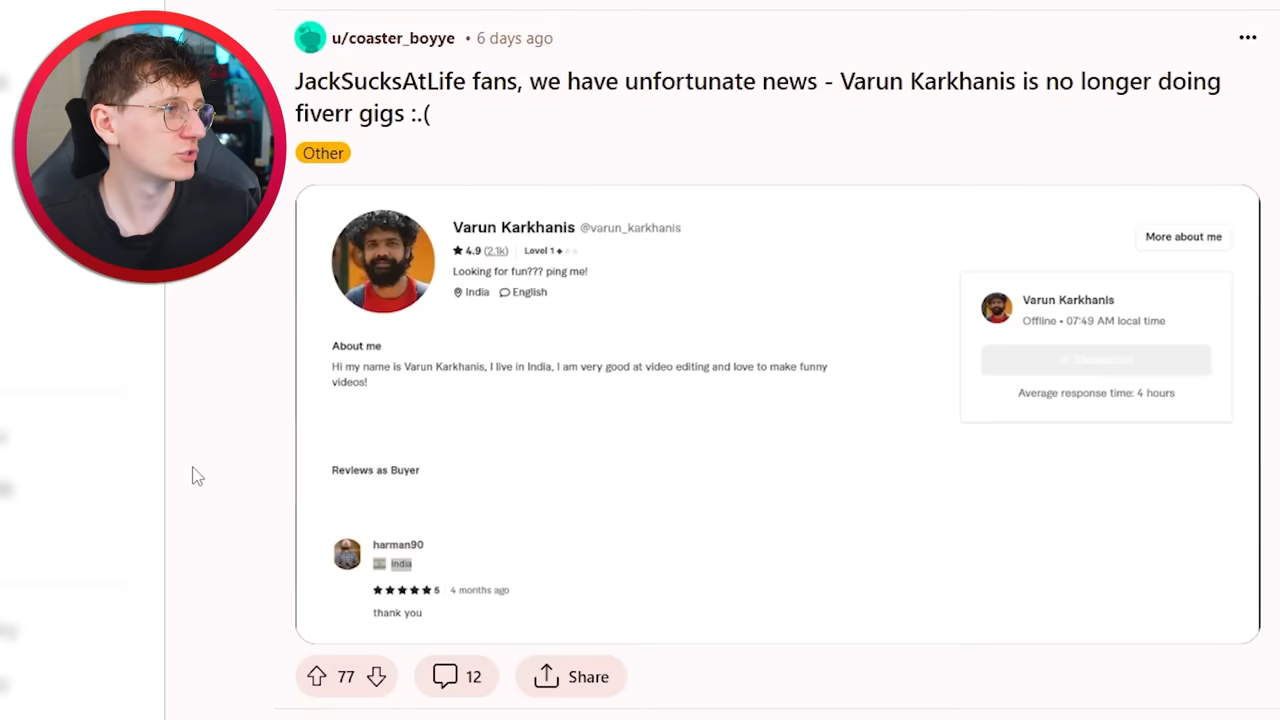 u/coaster_boyye • 6 days ago
JackSucksAtLife fans, we have unfortunate news - Varun Karkhanis is no longer doing
fiverr gigs :.(
Other
Varun Karkhanis @varun_karkhanis
4.9 (2.1k) Level 1
Looking for fun??? ping me!
India English
More about me
Varun Karkhanis
Offline • 07:49 AM local time
Average response time: 4 hours
About me
Hi my name is Varun Karkhanis, I live in India, I am very good at video editing and love to make funny
videos!
Reviews as Buyer
harman90
India
5 4 months ago
thank you
77 12 Share